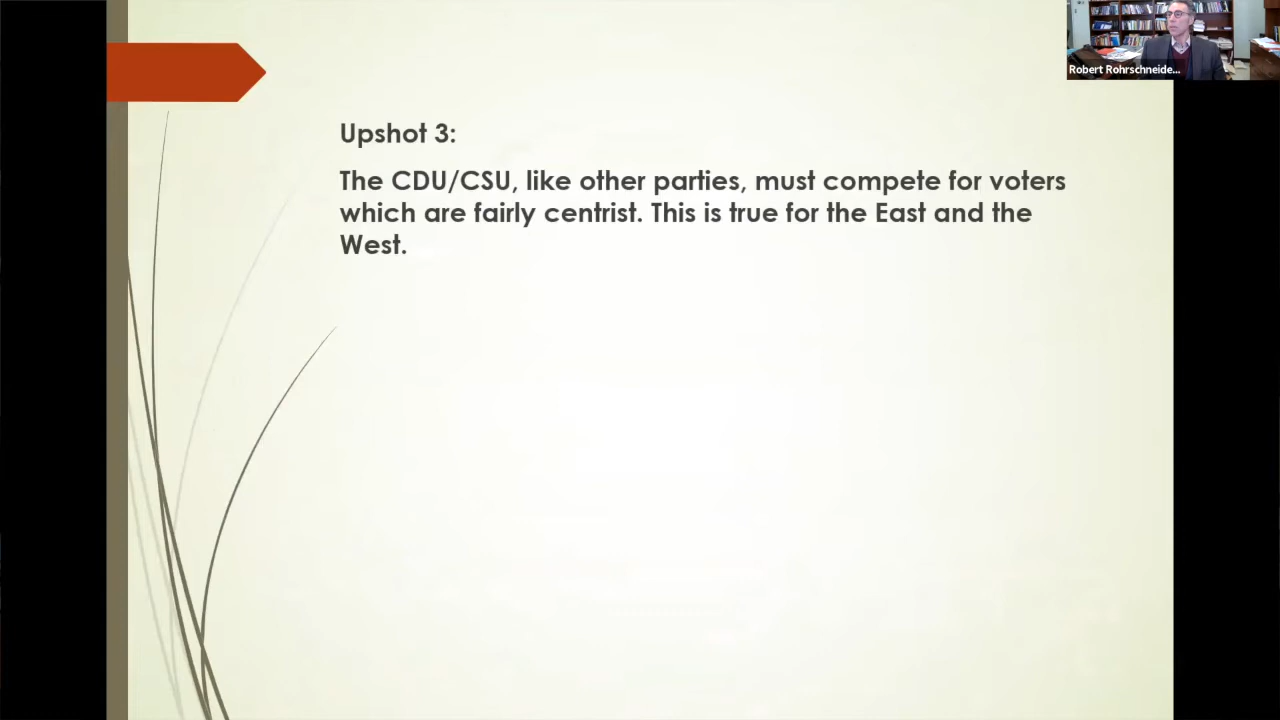 Robert Rohrschneide...
Upshot 3:
The CDU/CSU, like other parties, must compete for voters
which are fairly centrist. This is true for the East and the
West.